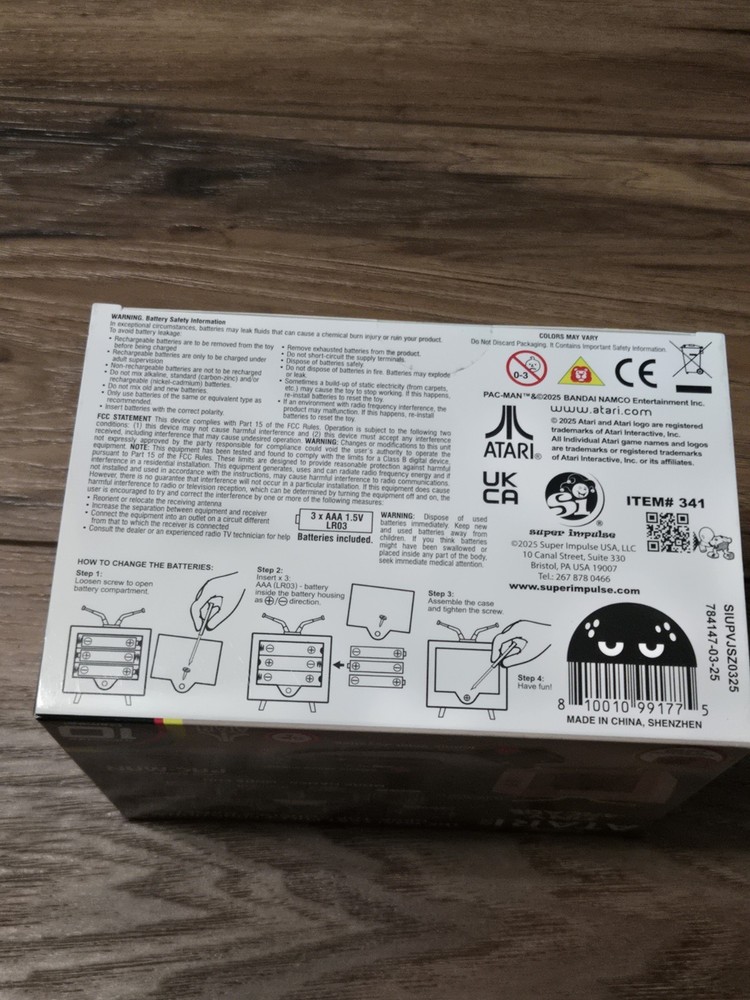 WARNING. Battery Safety Information
In exceptional circumstances, batteries may leak fluids that can cause a chemical burn injury or ruin your product.
To avoid battery leakage:
• Rechargeable batteries are to be removed from the toy
before being charged
• Rechargeable batteries are only to be charged under
adult supervision
• Non-rechargeable batteries are not to be recharged
• Do not mix alkaline, standard (carbon-zinc) and/or
rechargeable (nickel-cadmium) batteries.
• Do not mix old and new batteries.
• Only use batteries of the same or equivalent type as
recommended.
• Insert batteries with the correct polarity.
• Remove exhausted batteries from the product.
• Do not short-circuit the supply terminals.
• Dispose of batteries safely
• Do not dispose of batteries in fire. Batteries may explode
or leak.
• Sometimes a build-up of static electricity (from carpets,
etc.) may cause the toy to stop working. If this happens,
re-install batteries to reset the toy.
• If an environment with radio frequency interference, the
product may malfunction. If this happens, re-install
batteries to reset the toy.
FCC STATEMENT This device complies with Part 15 of the FCC Rules. Operation is subject to the following two
conditions: (1) this device may not cause harmful interference and (2) this device must accept any interference
received, including interference that may cause undesired operation. WARNING: Changes or modifications to this unit
not expressly approved by the party responsible for compliance could void the user's authority to operate the
equipment. NOTE: This equipment has been tested and found to comply with the limits for a Class B digital device,
pursuant to Part 15 of the FCC Rules. These limits are designed to provide reasonable protection against harmful
interference in a residential installation. This equipment generates, uses and can radiate radio frequency energy and if
not installed and used in accordance with the instructions, may cause harmful interference to radio communications.
However, there is no guarantee that interference will not occur in a particular installation. If this equipment does cause
harmful interference to radio or television reception, which can be determined by turning the equipment off and on, the
user is encouraged to try and correct the interference by one or more of the following measures:
• Reorient or relocate the receiving antenna
• Increase the separation between equipment and receiver
• Connect the equipment into an outlet on a circuit different
from that to which the receiver is connected
• Consult the dealer or an experienced radio TV technician for help
3 x AAA 1.5V
LR03
Batteries included.
WARNING: Dispose of used
batteries immediately. Keep new
and used batteries away from
children. If you think batteries
might have been swallowed or
placed inside any part of the body,
seek immediate medical attention.
COLORS MAY VARY
Do Not Discard Packaging. It Contains Important Safety Information.
0-3
CE
PAC-MAN™&©2025 BANDAI NAMCO Entertainment Inc.
www.atari.com
© 2025 Atari and Atari logo are registered
trademarks of Atari Interactive, Inc.
All Individual Atari game names and logos
are registered or registered trademarks
of Atari Interactive, Inc. or its affiliates.
ATARI®
UK
CA
ITEM# 341
Si
®
super impulse
©2025 Super Impulse USA, LLC
10 Canal Street, Suite 330
Bristol, PA USA 19007
Tel.: 267 878 0466
www.superimpulse.com
HOW TO CHANGE THE BATTERIES:
Step 1:
Loosen screw to open
battery compartment.
Step 2:
Insert x 3:
AAA (LR03) - battery
inside the battery housing
as ⊕/⊖ direction.
Step 3:
Assemble the case
and tighten the screw.
Step 4:
Have fun!
SIUPVJSZ0325
784147-03-25
8 10010 99177 5
MADE IN CHINA, SHENZHEN
10
ATARI